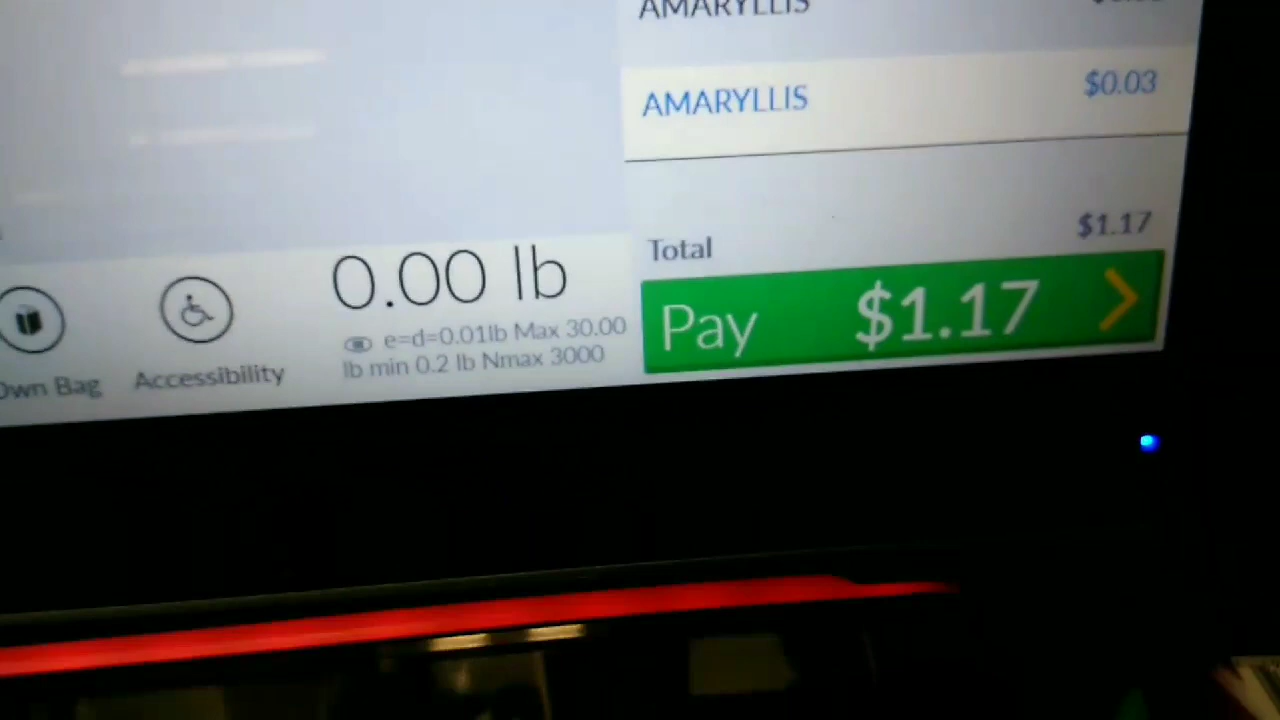 AMARYLLIS
AMARYLLIS $0.03
$1.17
Total
Pay $1.17
0.00 lb
e=d=0.01lb Max 30.00
lb min 0.2 lb Nmax 3000
Own Bag
Accessibility